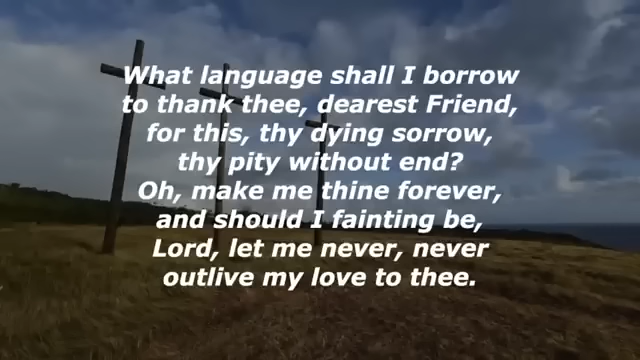 What language shall I borrow
to thank thee, dearest Friend,
for this, thy dying sorrow,
thy pity without end?
Oh, make me thine forever,
and should I fainting be,
Lord, let me never, never
outlive my love to thee.